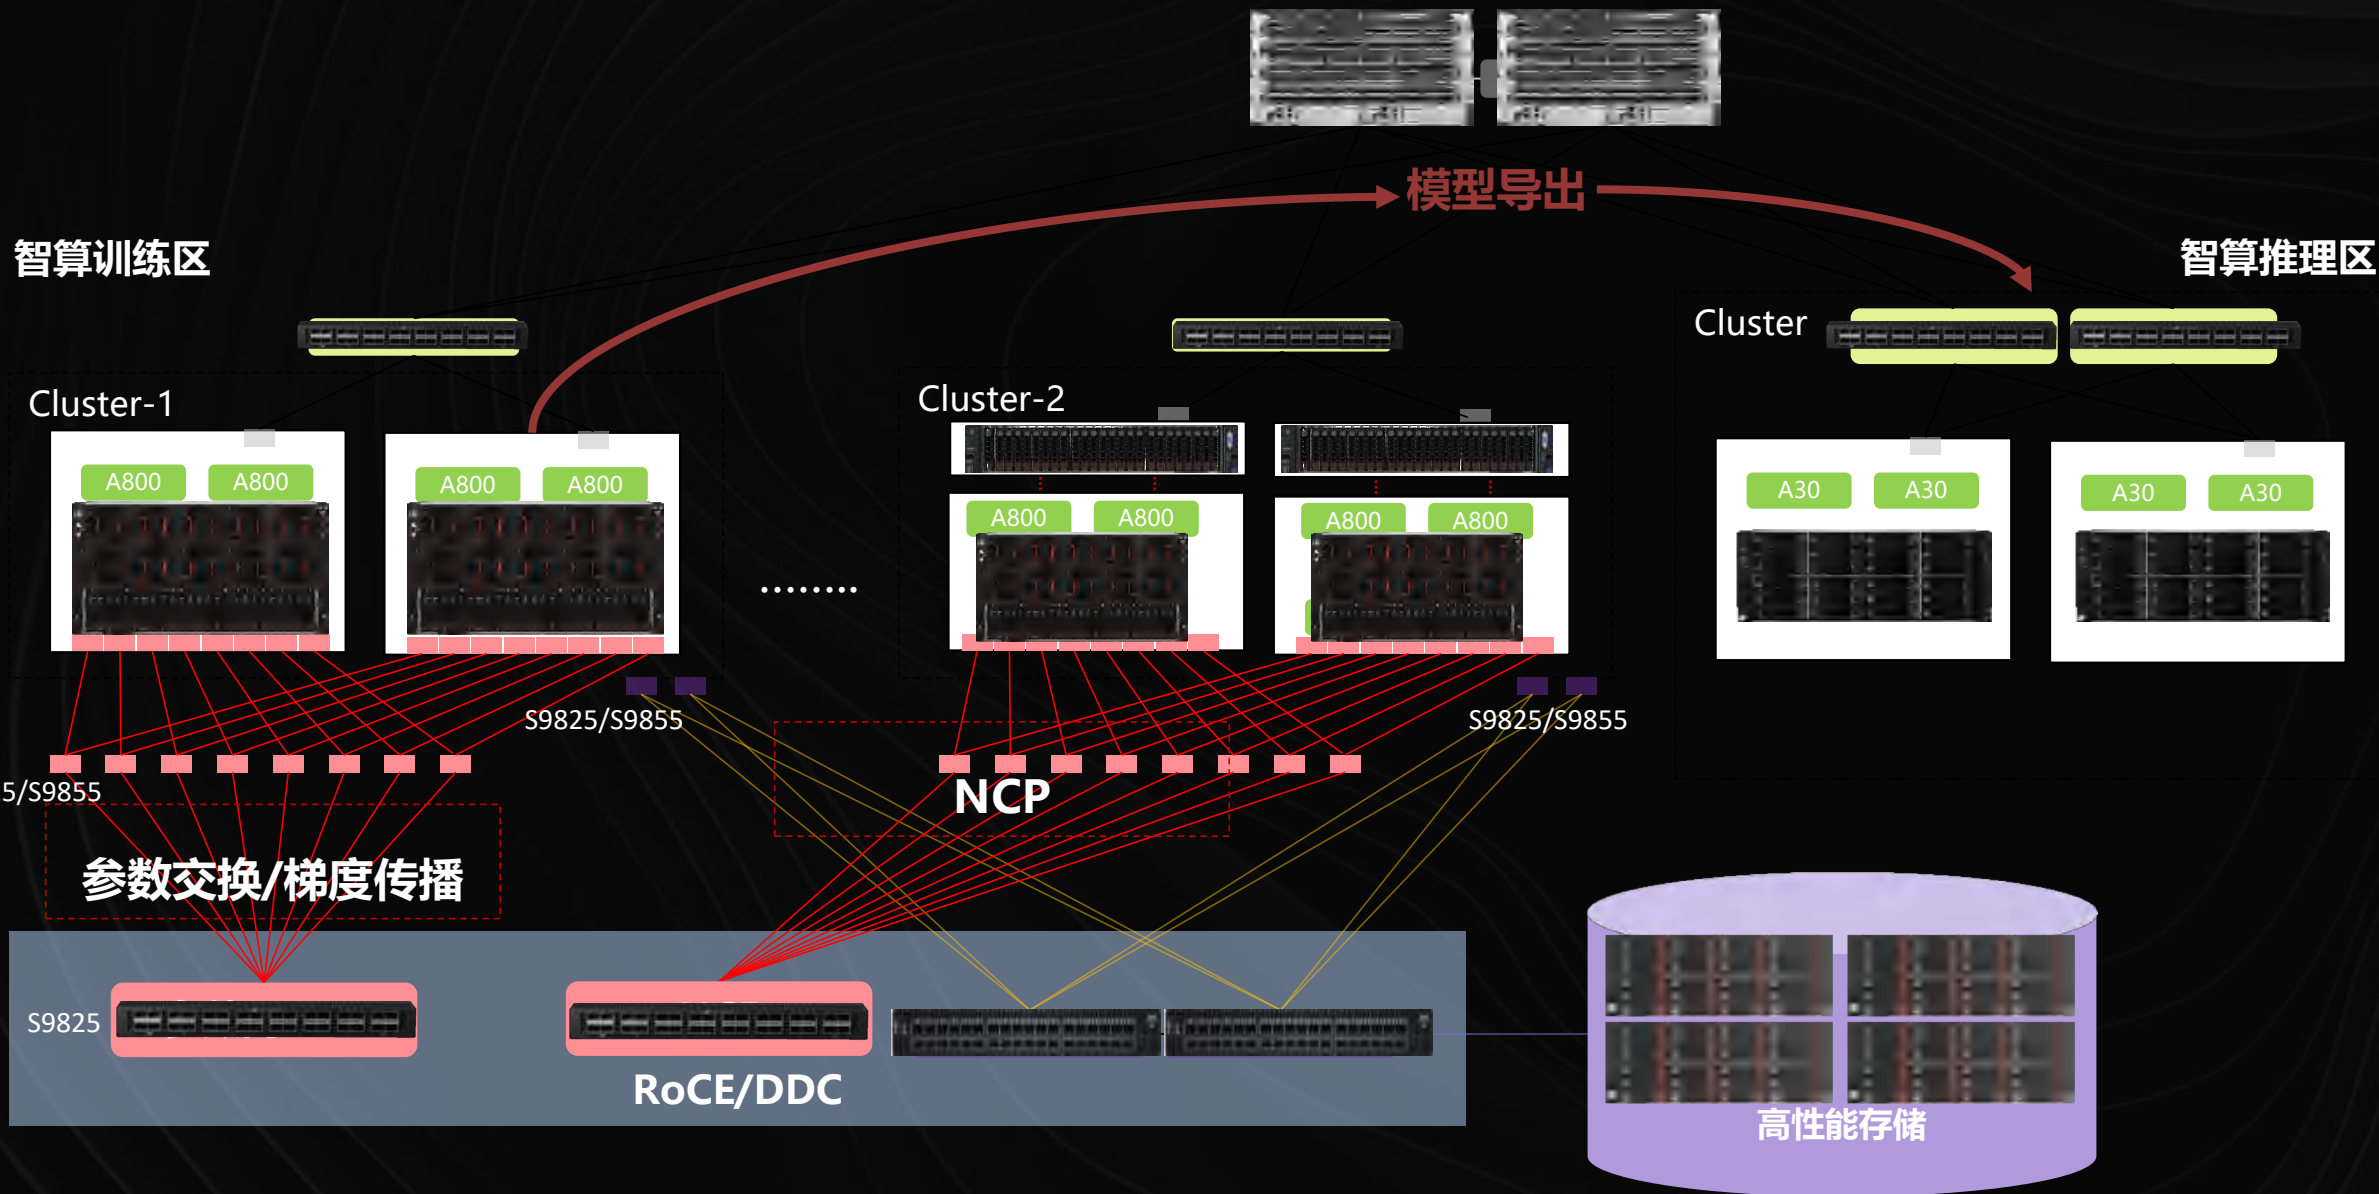 模型导出
智算训练区
智算推理区
Cluster
Cluster-1
Cluster-2
A800
A800
A800
A800
A800
A800
A800
A800
A30
A30
A30
A30
........
S9825/S9855
S9825/S9855
5/S9855
NCP
参数交换/梯度传播
S9825
RoCE/DDC
高性能存储